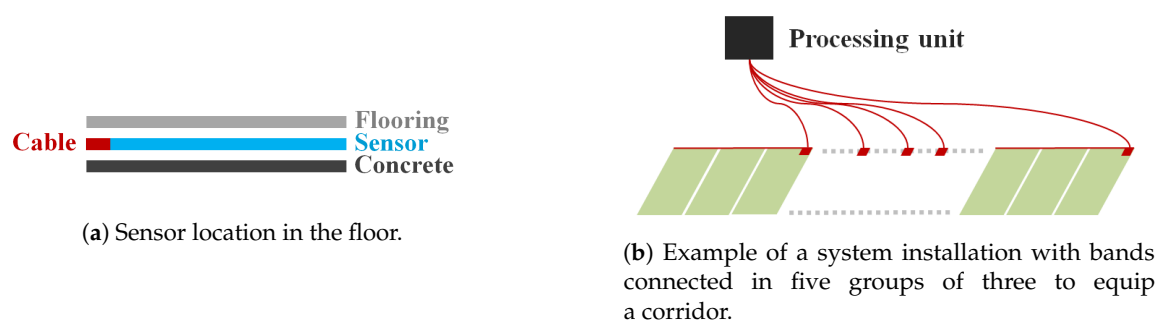 Processing unit
Flooring
Cable Sensor
Concrete
(a) Sensor location in the floor.
(b) Example of a system installation with bands
connected in five groups of three to equip
a corridor.